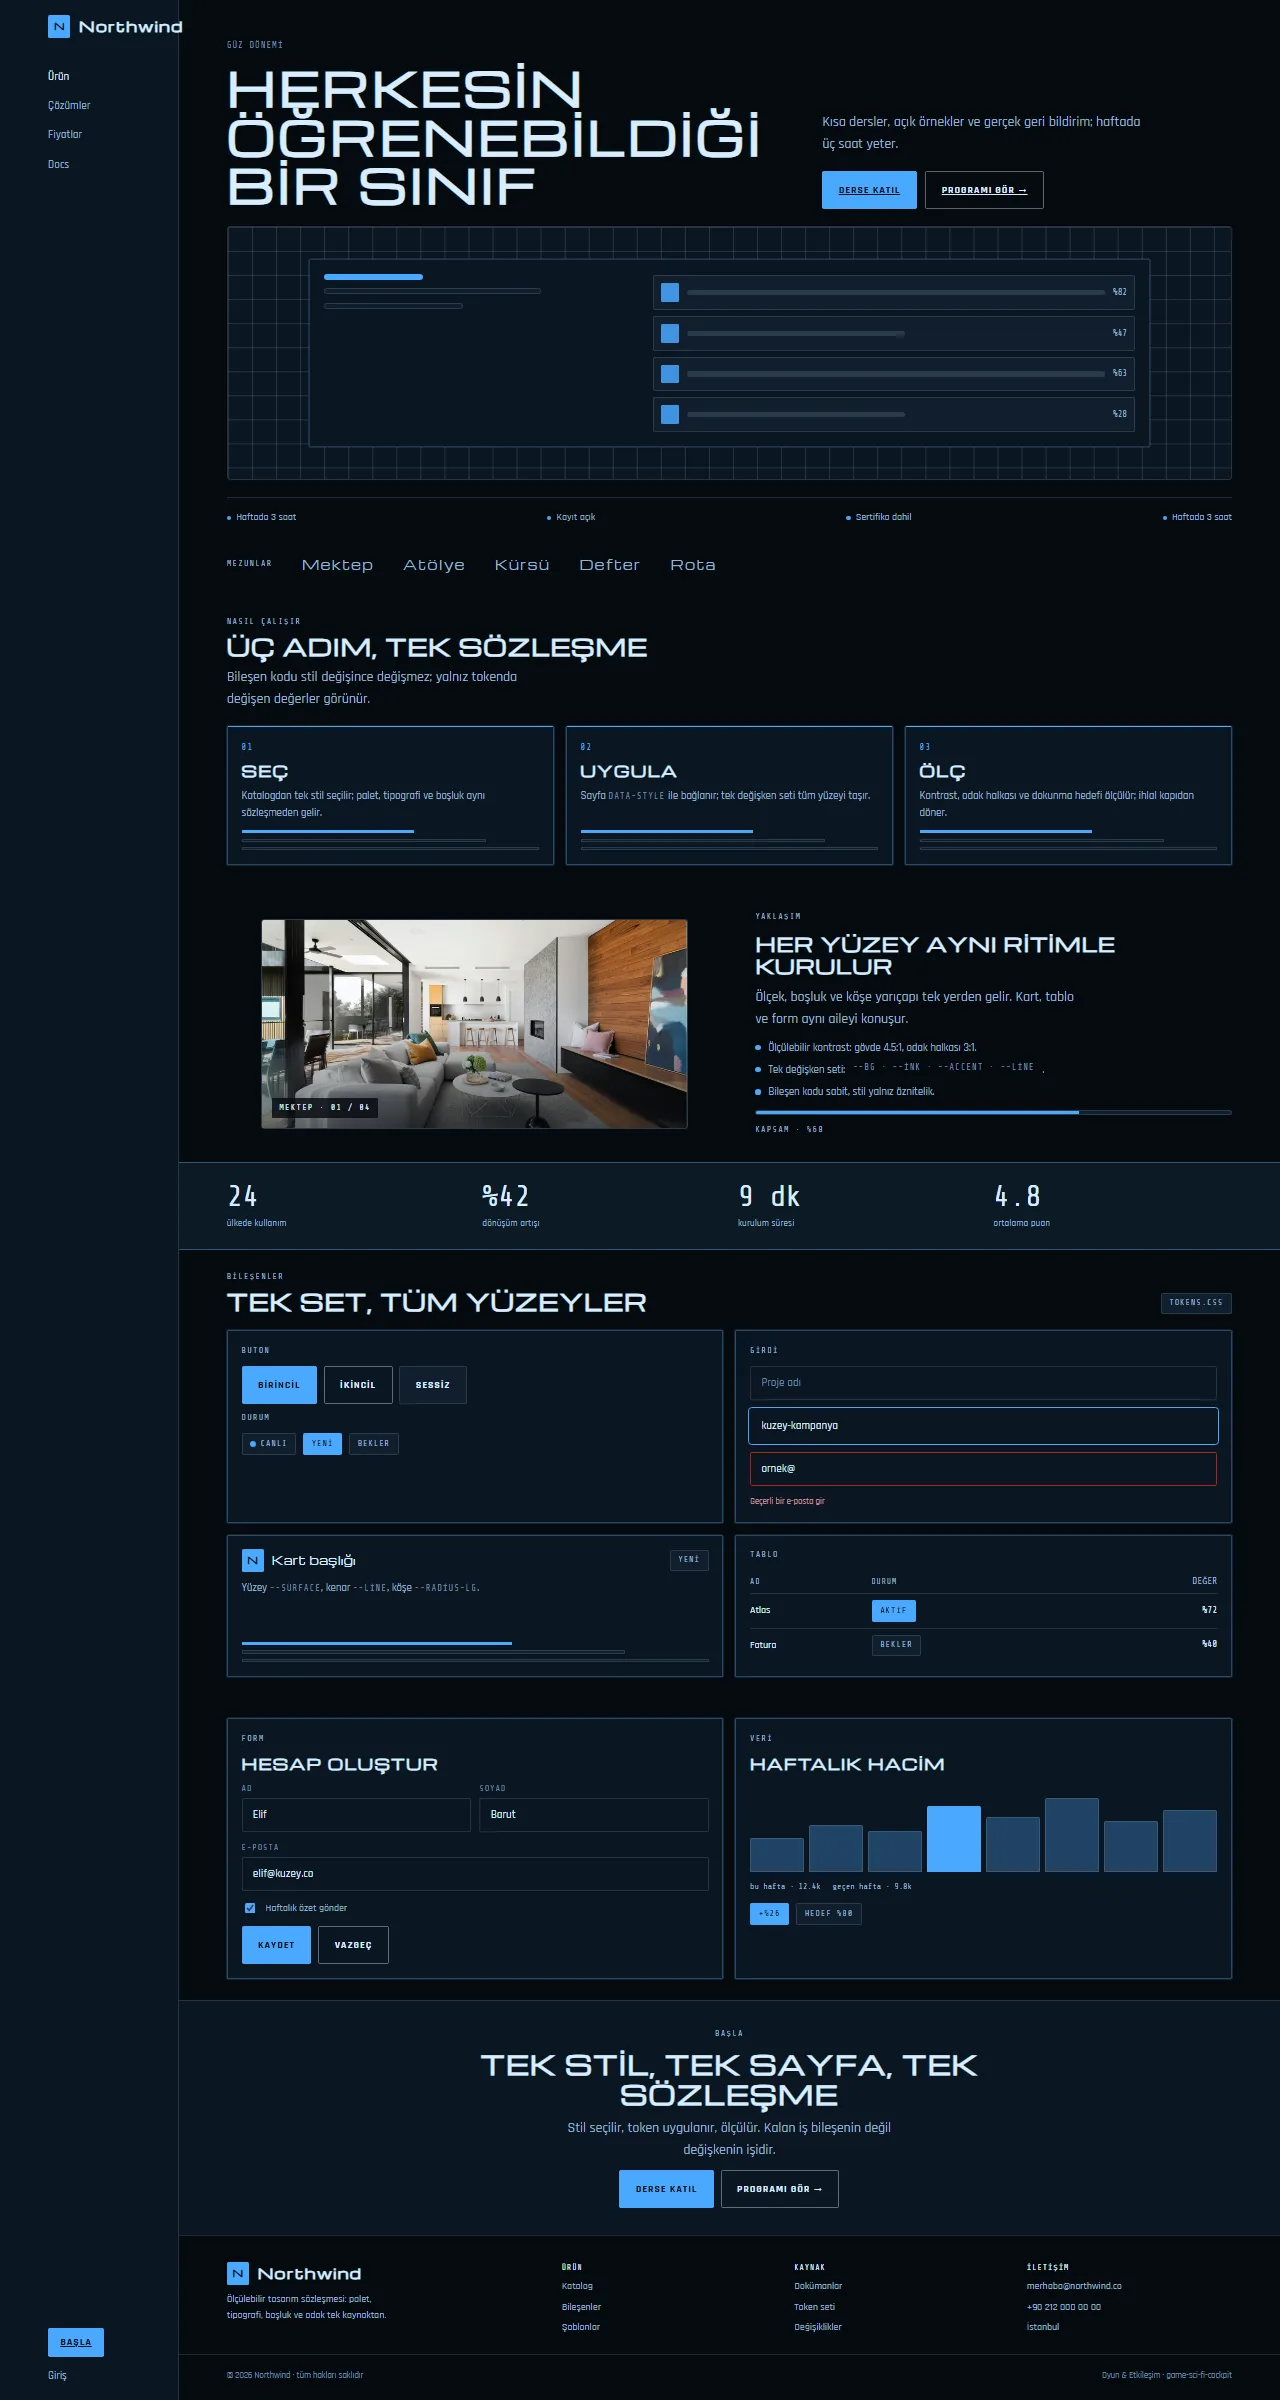 N Northwind
Ürün
Çözümler
Fiyatlar
Docs
GÜZ DÖNEMİ
HERKESİN
ÖĞRENEBİLDİĞİ
BİR SINIF
Kısa dersler, açık örnekler ve gerçek geri bildirim; haftada
üç saat yeter.
DERSE KATIL
PROGRAMI GÖR →
%82
%47
%63
%28
Haftada 3 saat
Kayıt açık
Sertifika dahil
Haftada 3 saat
MEZUNLAR
Mektep
Atölye
Kürsü
Defter
Rota
NASIL ÇALIŞIR
ÜÇ ADIM, TEK SÖZLEŞME
Bileşen kodu stil değişince değişmez; yalnız tokenda
değişen değerler görünür.
01
SEÇ
Katalogdan tek stil seçilir; palet, tipografi ve boşluk aynı
sözleşmeden gelir.
02
UYGULA
Sayfa DATA-STYLE ile bağlanır; tek değişken seti tüm yüzeyi taşır.
03
ÖLÇ
Kontrast, odak halkası ve dokunma hedefi ölçülür; ihlal kapıdan
döner.
MEKTEP · 01 / 04
YAKLAŞIM
HER YÜZEY AYNI RİTİMLE
KURULUR
Ölçek, boşluk ve köşe yarıçapı tek yerden gelir. Kart, tablo
ve form aynı aileyi konuşur.
Ölçülebilir kontrast: gövde 4.5:1, odak halkası 3:1.
Tek değişken seti: --BG · --İNK · --ACCENT · --LİNE .
Bileşen kodu sabit, stil yalnız öznitelik.
KAPSAM · %68
24
ülkede kullanım
%42
dönüşüm artışı
9 dk
kurulum süresi
4.8
ortalama puan
BİLEŞENLER
TEK SET, TÜM YÜZEYLER
TOKENS.CSS
BUTON
BİRİNCİL
İKİNCİL
SESSİZ
DURUM
CANLI
YENİ
BEKLER
GİRDİ
Proje adı
kuzey-kampanya
ornek@
Geçerli bir e-posta gir
N Kart başlığı
YENİ
Yüzey --SURFACE, kenar --LİNE, köşe --RADİUS-LG.
TABLO
AD DURUM DEĞER
Atlas AKTİF %72
Fatura BEKLER %40
FORM
HESAP OLUŞTUR
AD
SOYAD
Elif
Barut
E-POSTA
elif@kuzey.co
Haftalık özet gönder
KAYDET
VAZGEÇ
VERİ
HAFTALIK HACİM
bu hafta · 12.4k geçen hafta · 9.8k
+%26
HEDEF %80
BAŞLA
TEK STİL, TEK SAYFA, TEK
SÖZLEŞME
Stil seçilir, token uygulanır, ölçülür. Kalan iş bileşenin değil
değişkenin işidir.
DERSE KATIL
PROGRAMI GÖR →
N Northwind
Ölçülebilir tasarım sözleşmesi: palet,
tipografi, boşluk ve odak tek kaynaktan.
ÜRÜN
Katalog
Bileşenler
Şablonlar
KAYNAK
Dokümanlar
Token seti
Değişiklikler
İLETİŞİM
merhaba@northwind.co
+90 212 000 00 00
İstanbul
BAŞLA
Giriş
© 2026 Northwind · tüm hakları saklıdır
Oyun & Etkileşim · game-sci-fi-cockpit